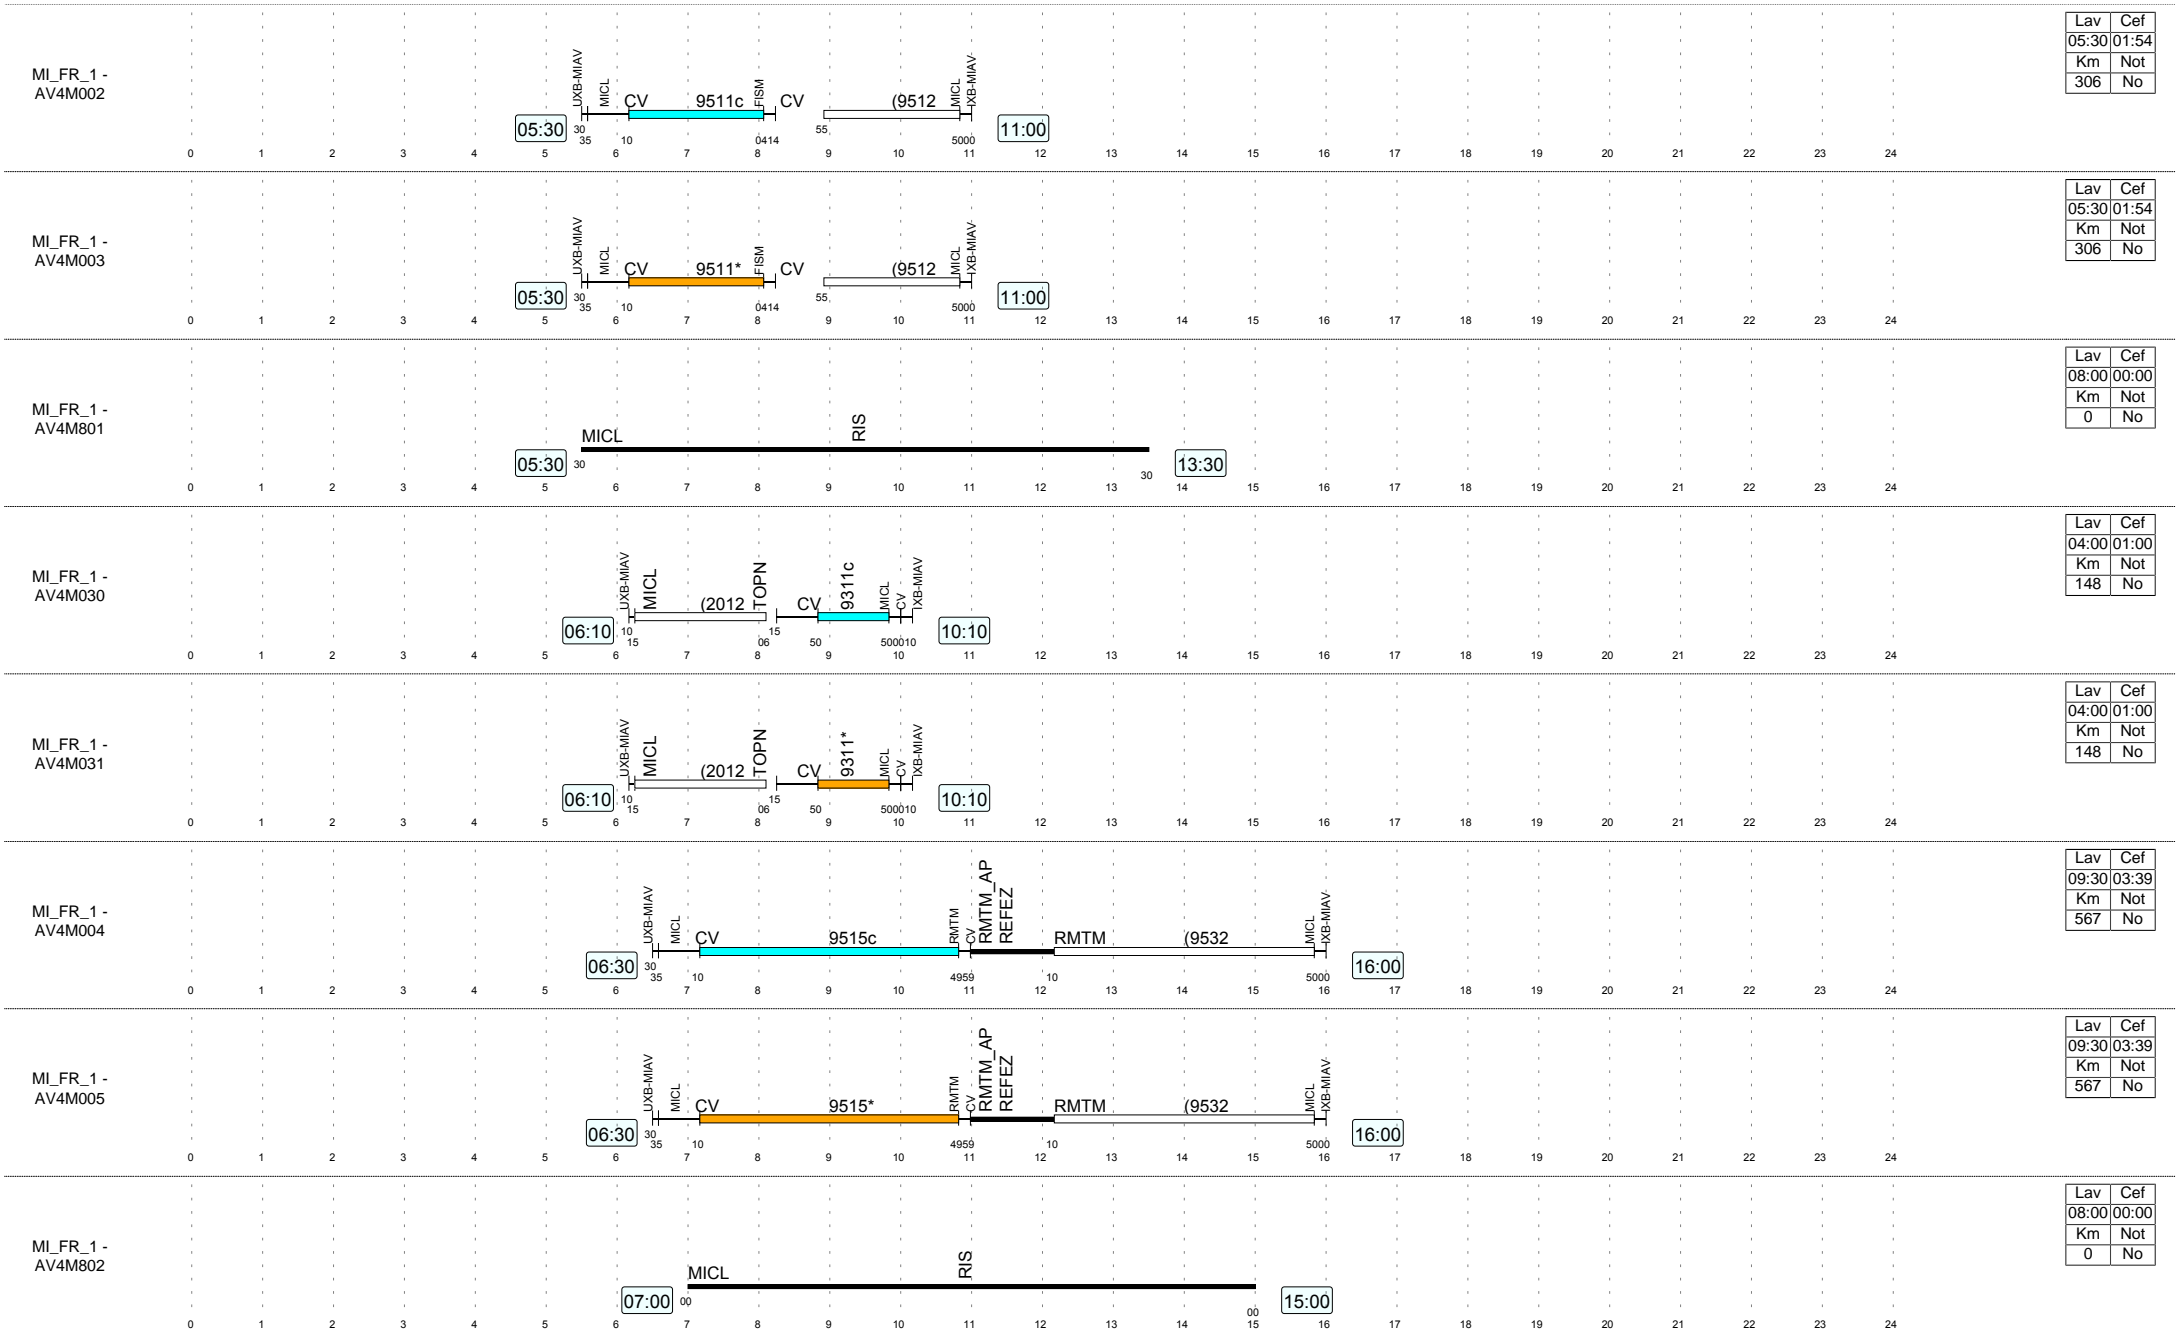 Lav Cef
05:30 01:54
Km Not
306 No
MI_FR_1 -
AV4M002
UXB-MIAV MICL CV 9511c FISM CV (9512 MICL IXB-MIAV
05:30 30 35 10 0414 55 5000 11:00
0 1 2 3 4 5 6 7 8 9 10 11 12 13 14 15 16 17 18 19 20 21 22 23 24
Lav Cef
05:30 01:54
Km Not
306 No
MI_FR_1 -
AV4M003
UXB-MIAV MICL CV 9511* FISM CV (9512 MICL IXB-MIAV
05:30 30 35 10 0414 55 5000 11:00
0 1 2 3 4 5 6 7 8 9 10 11 12 13 14 15 16 17 18 19 20 21 22 23 24
Lav Cef
08:00 00:00
Km Not
0 No
MI_FR_1 -
AV4M801
MICL RIS
05:30 30 30 13:30
0 1 2 3 4 5 6 7 8 9 10 11 12 13 14 15 16 17 18 19 20 21 22 23 24
Lav Cef
04:00 01:00
Km Not
148 No
MI_FR_1 -
AV4M030
UXB-MIAV MICL (2012 TOPN CV 9311c MICL CV IXB-MIAV
06:10 10 15 06 15 50 500010 10:10
0 1 2 3 4 5 6 7 8 9 10 11 12 13 14 15 16 17 18 19 20 21 22 23 24
Lav Cef
04:00 01:00
Km Not
148 No
MI_FR_1 -
AV4M031
UXB-MIAV MICL (2012 TOPN CV 9311* MICL CV IXB-MIAV
06:10 10 15 06 15 50 500010 10:10
0 1 2 3 4 5 6 7 8 9 10 11 12 13 14 15 16 17 18 19 20 21 22 23 24
Lav Cef
09:30 03:39
Km Not
567 No
MI_FR_1 -
AV4M004
UXB-MIAV MICL CV 9515c RMTM CV RMTM_AP REFEZ RMTM (9532 MICL IXB-MIAV
06:30 30 35 10 4959 10 5000 16:00
0 1 2 3 4 5 6 7 8 9 10 11 12 13 14 15 16 17 18 19 20 21 22 23 24
Lav Cef
09:30 03:39
Km Not
567 No
MI_FR_1 -
AV4M005
UXB-MIAV MICL CV 9515* RMTM CV RMTM_AP REFEZ RMTM (9532 MICL IXB-MIAV
06:30 30 35 10 4959 10 5000 16:00
0 1 2 3 4 5 6 7 8 9 10 11 12 13 14 15 16 17 18 19 20 21 22 23 24
Lav Cef
08:00 00:00
Km Not
0 No
MI_FR_1 -
AV4M802
MICL RIS
07:00 00 00 15:00
0 1 2 3 4 5 6 7 8 9 10 11 12 13 14 15 16 17 18 19 20 21 22 23 24